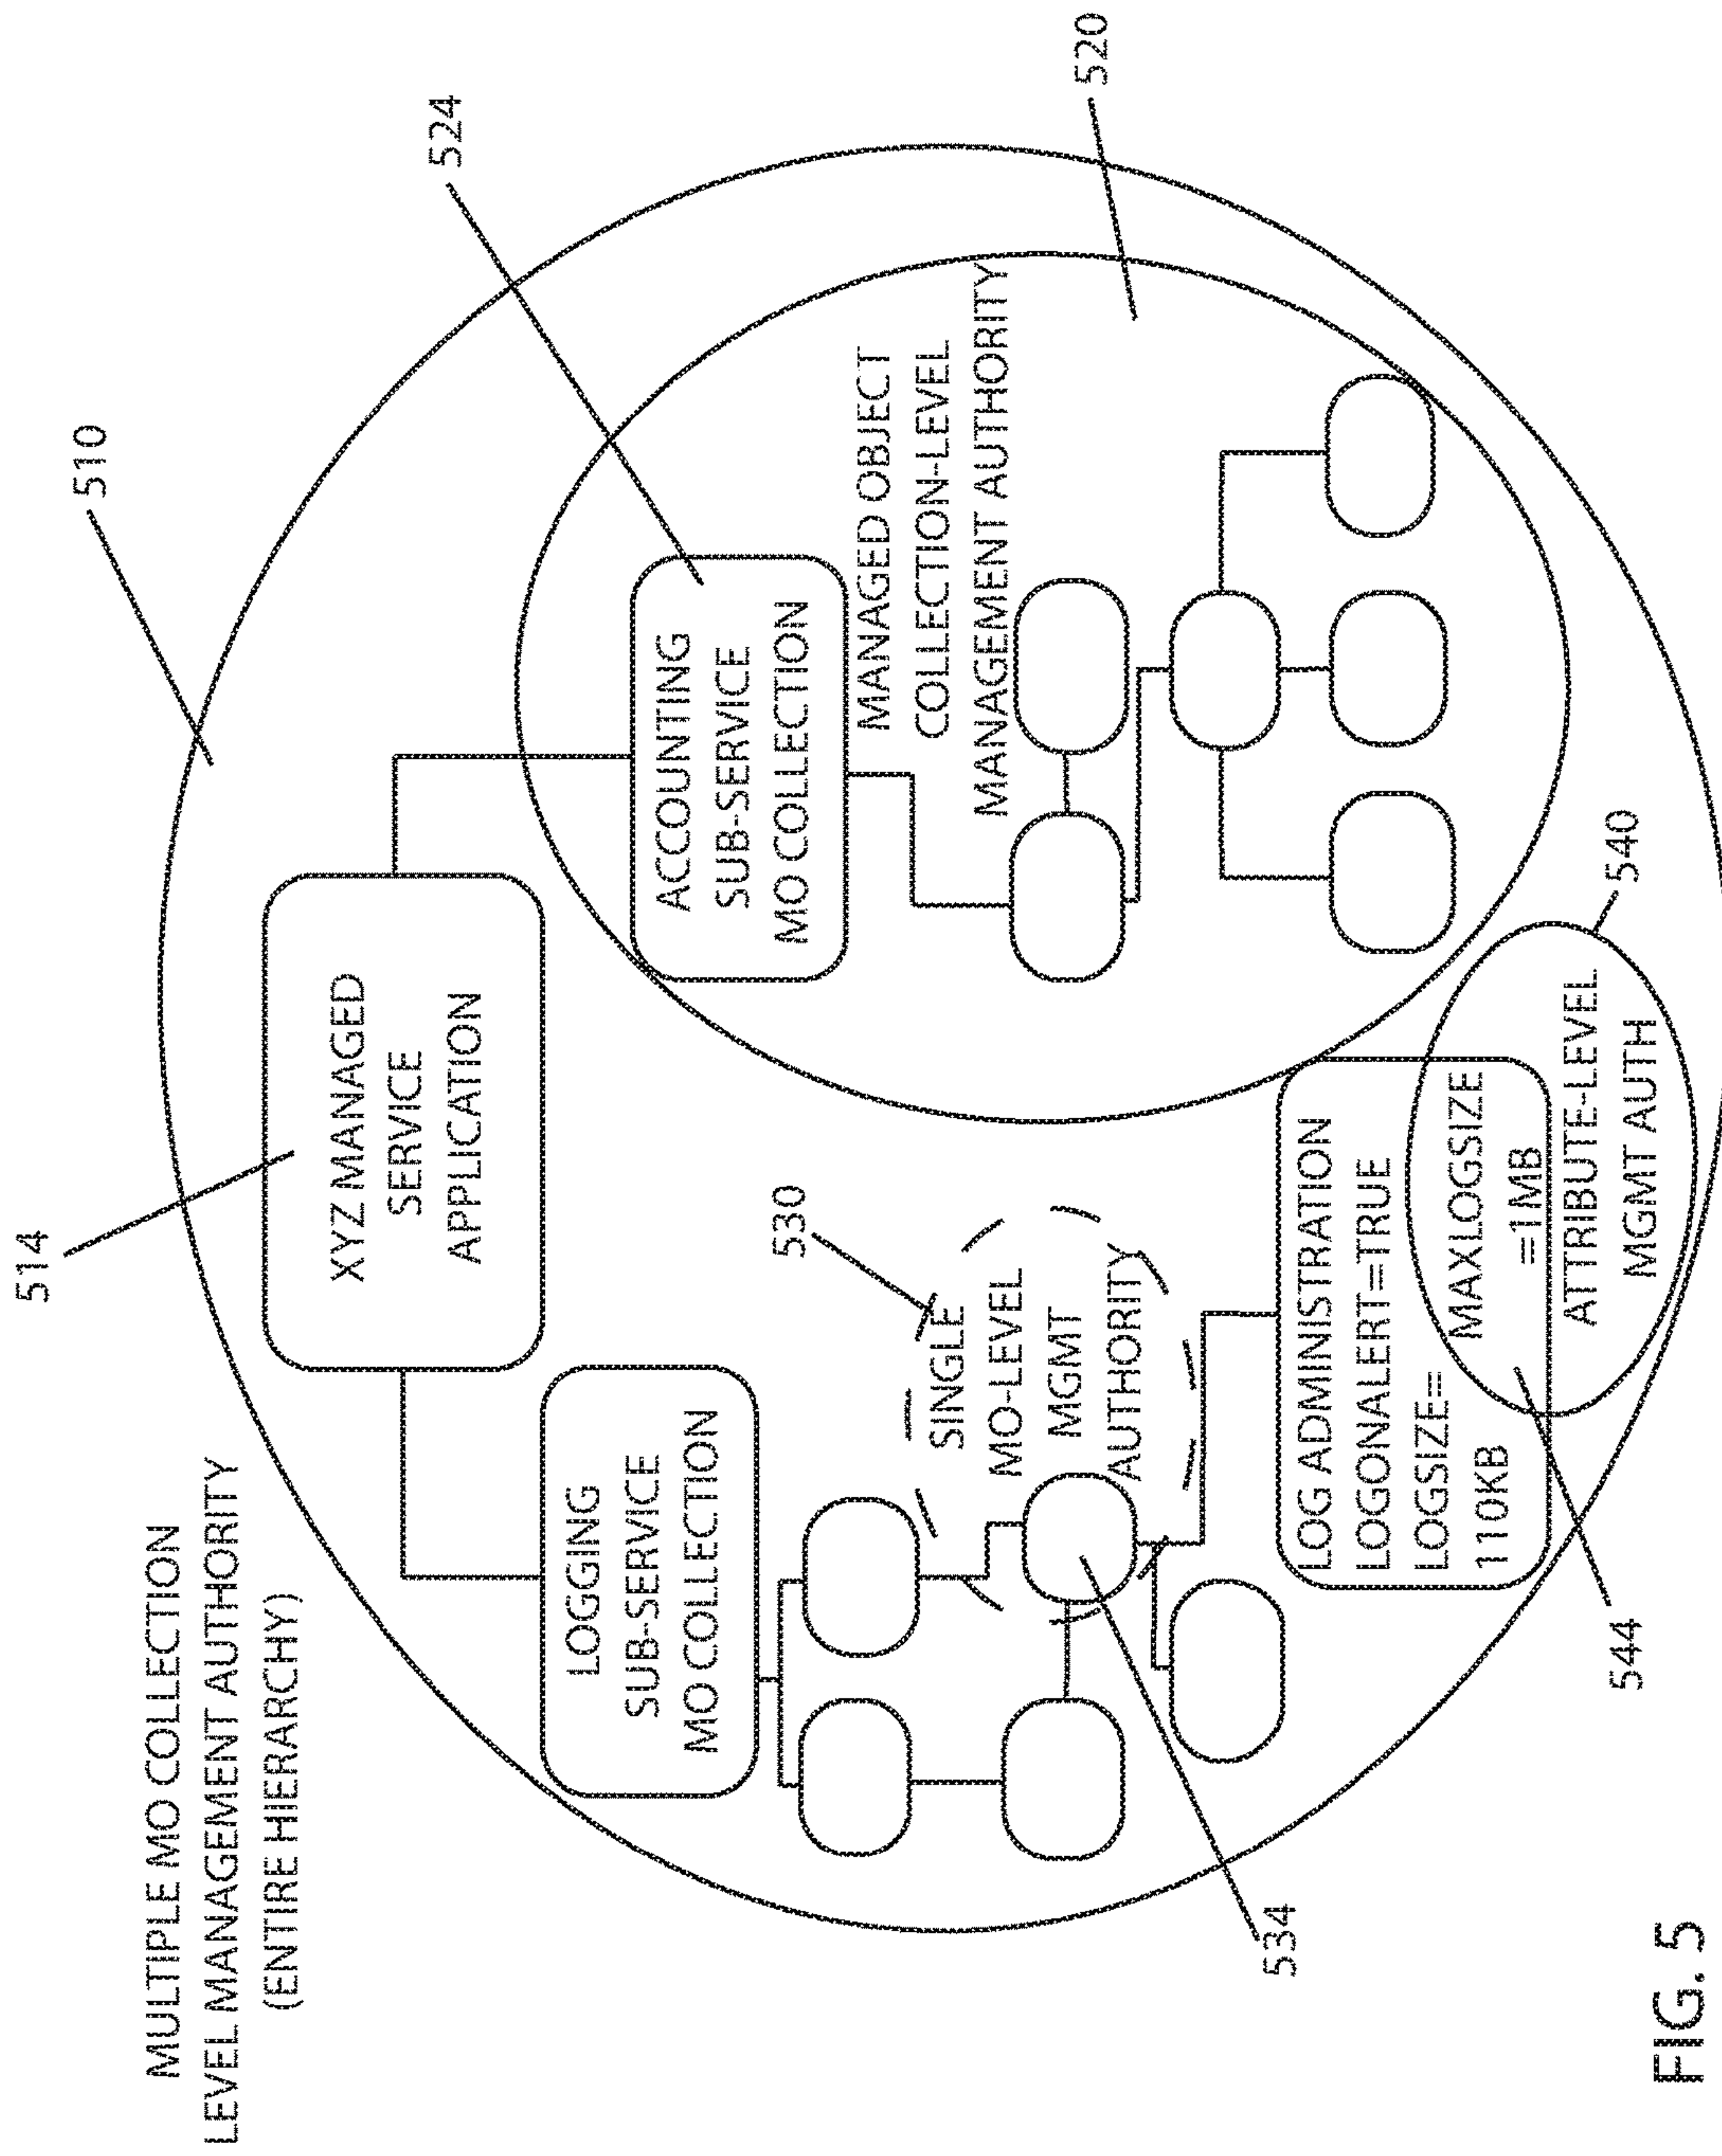 MULTIPLE MO COLLECTION
LEVEL MANAGEMENT AUTHORITY
(ENTIRE HIERARCHY)
514
510
XYZ MANAGED
SERVICE
APPLICATION
524
LOGGING
SUB-SERVICE
MO COLLECTION
ACCOUNTING
SUB-SERVICE
MO COLLECTION
530
SINGLE
MO-LEVEL
MGMT
AUTHORITY
MANAGED OBJECT
COLLECTION-LEVEL
MANAGEMENT AUTHORITY
520
534
LOG ADMINISTRATION
LOGONALERT=TRUE
LOGSIZE=
110KB
MAXLOGSIZE
=1MB
ATTRIBUTE-LEVEL
MGMT AUTH
540
544
FIG. 5